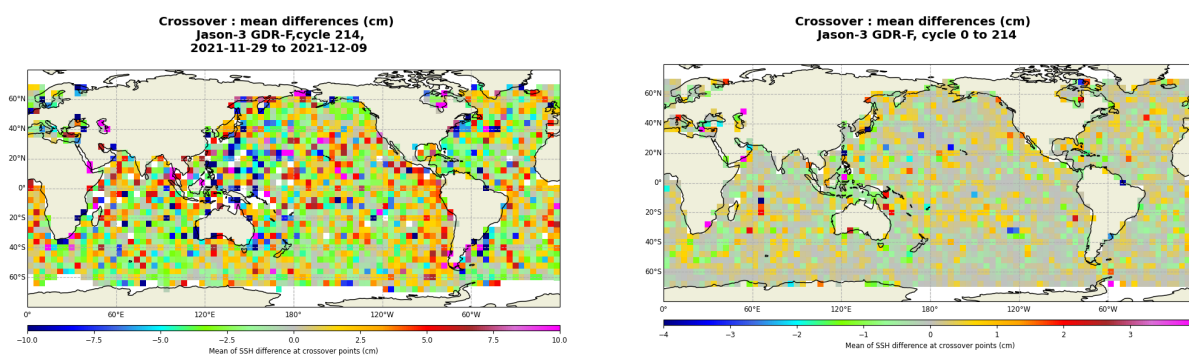 Crossover : mean differences (cm)
Jason-3 GDR-F,cycle 214,
2021-11-29 to 2021-12-09
60°N
40°N
20°N
0°
20°S
40°S
60°S
0° 60°E 120°E 180° 120°W 60°W
−10.0 −7.5 −5.0 −2.5 0.0 2.5 5.0 7.5 10.0
Mean of SSH difference at crossover points (cm)
Crossover : mean differences (cm)
Jason-3 GDR-F, cycle 0 to 214
60°N
40°N
20°N
0°
20°S
40°S
60°S
0° 60°E 120°E 180° 120°W 60°W
−4 −3 −2 −1 0 1 2 3
Mean of SSH difference at crossover points (cm)